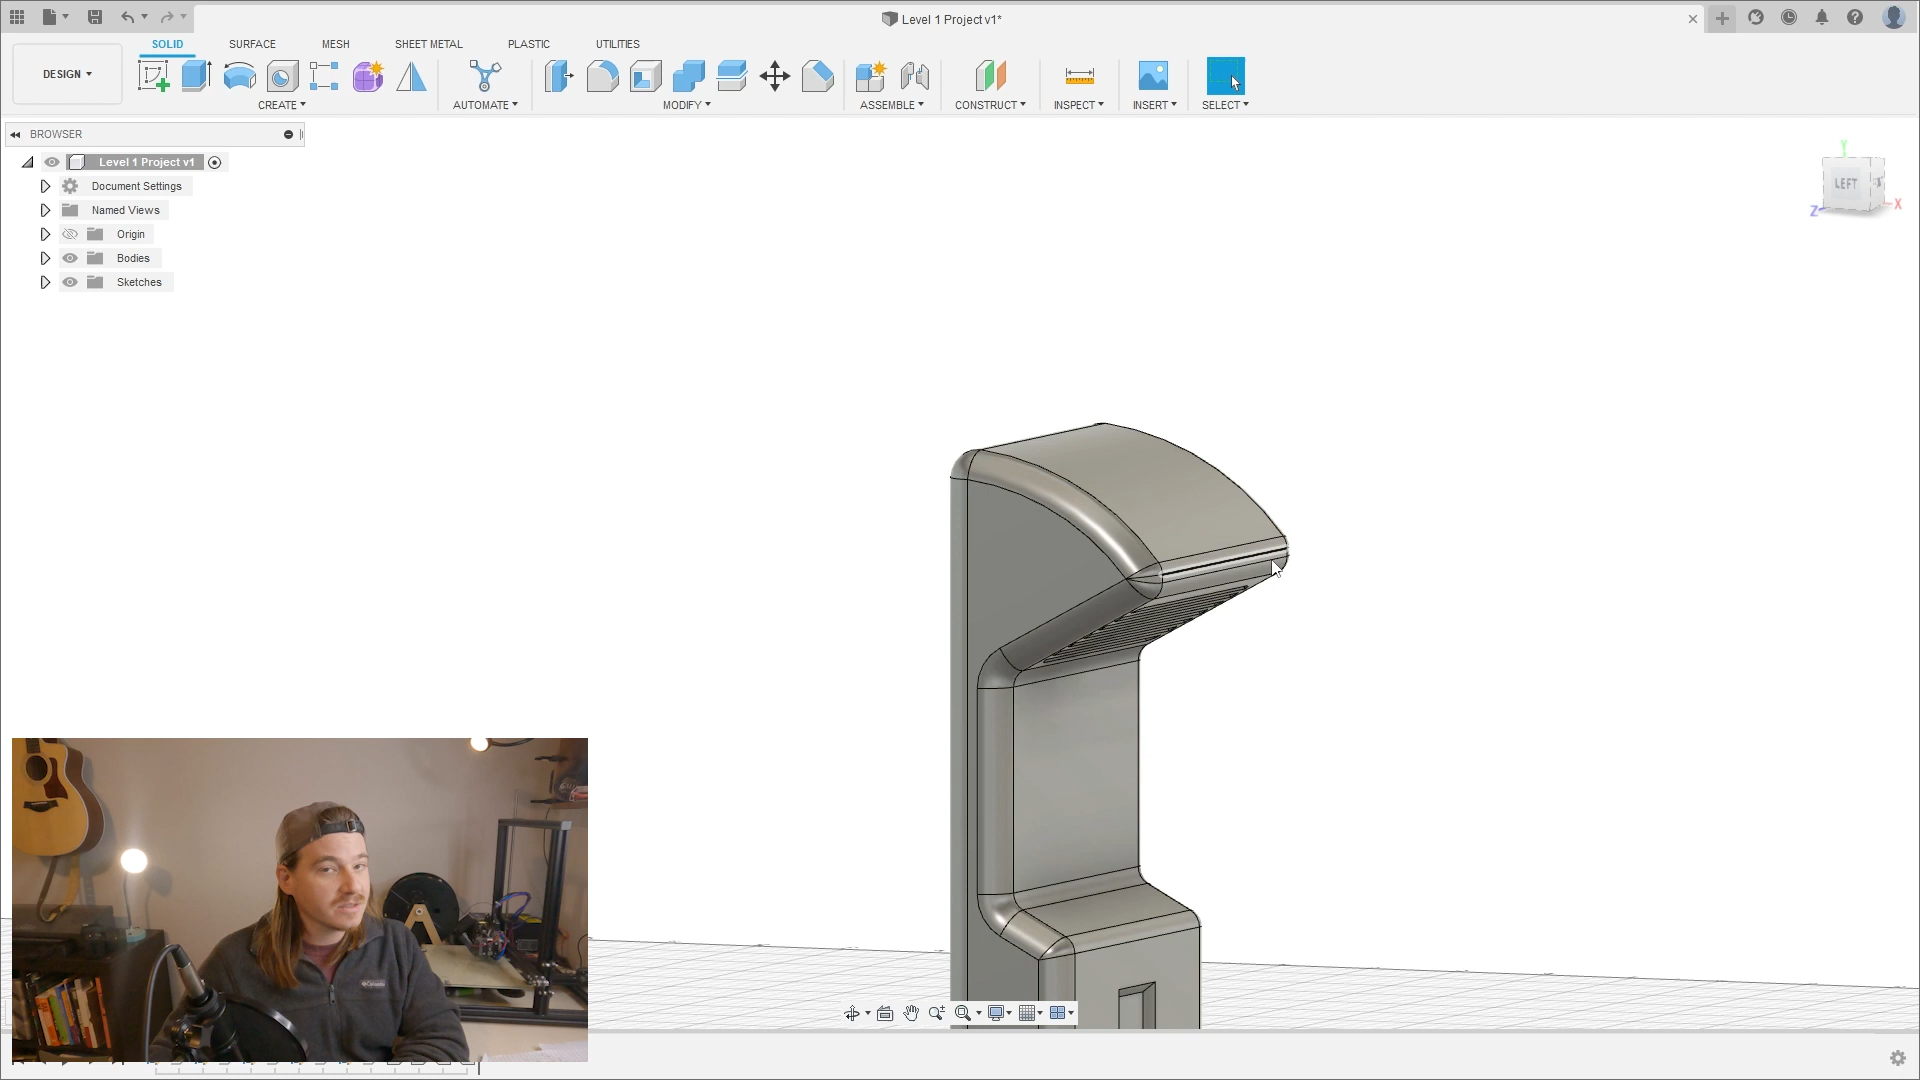 Level 1 Project v1*
DESIGN
SOLID
SURFACE
MESH
SHEET METAL
PLASTIC
UTILITIES
CREATE
AUTOMATE
MODIFY
ASSEMBLE
CONSTRUCT
INSPECT
INSERT
SELECT
BROWSER
Level 1 Project v1
Document Settings
Named Views
Origin
Bodies
Sketches
Y
LEFT
Z
X
Columbia